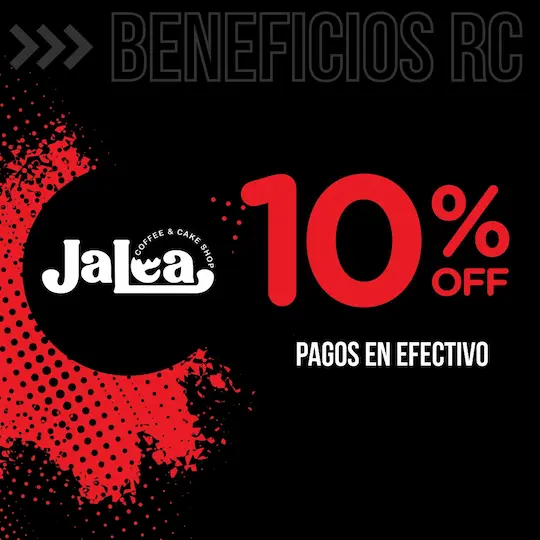 BENEFICIOS RC
COFFEE & CAKE SHOP
Jalea
10%
OFF
PAGOS EN EFECTIVO